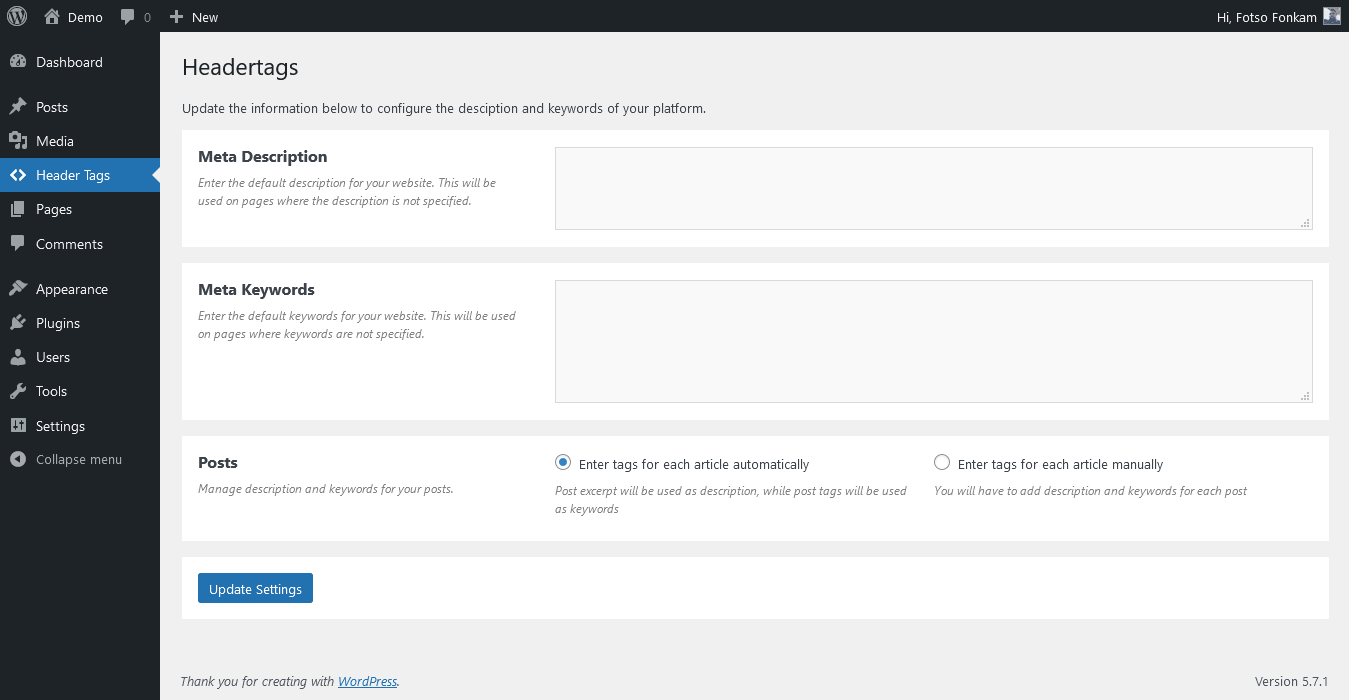 Demo 0 New Hi, Fotso Fonkam
Dashboard
Posts
Media
Header Tags
Pages
Comments
Appearance
Plugins
Users
Tools
Settings
Collapse menu
Headertags
Update the information below to configure the desciption and keywords of your platform.
Meta Description
Enter the default description for your website. This will be
used on pages where the description is not specified.
Meta Keywords
Enter the default keywords for your website. This will be used
on pages where keywords are not specified.
Posts
Manage description and keywords for your posts.
Enter tags for each article automatically
Post excerpt will be used as description, while post tags will be used
as keywords
Enter tags for each article manually
You will have to add description and keywords for each post
Update Settings
Thank you for creating with WordPress.
Version 5.7.1